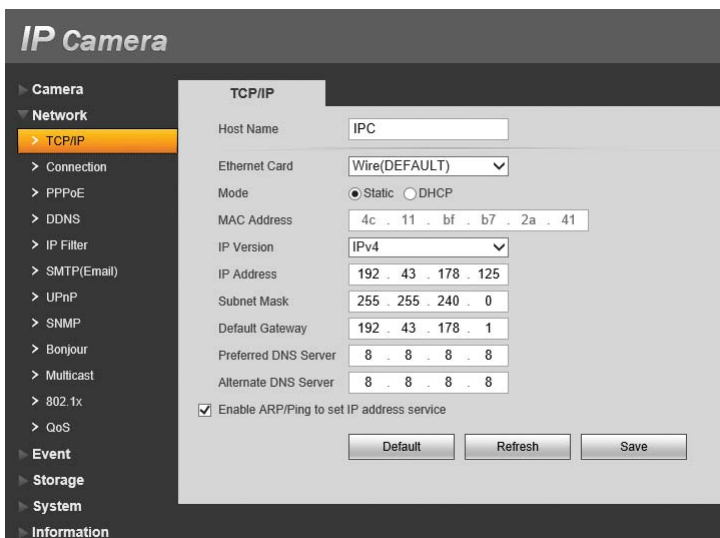 IP Camera
Camera
Network
TCP/IP
Connection
PPPoE
DDNS
IP Filter
SMTP(Email)
UPnP
SNMP
Bonjour
Multicast
802.1x
QoS
Event
Storage
System
Information
TCP/IP
Host Name IPC
Ethernet Card Wire(DEFAULT)
Mode Static DHCP
MAC Address 4c . 11 . bf . b7 . 2a . 41
IP Version IPv4
IP Address 192 . 43 . 178 . 125
Subnet Mask 255 . 255 . 240 . 0
Default Gateway 192 . 43 . 178 . 1
Preferred DNS Server 8 . 8 . 8 . 8
Alternate DNS Server 8 . 8 . 8 . 8
Enable ARP/Ping to set IP address service
Default Refresh Save